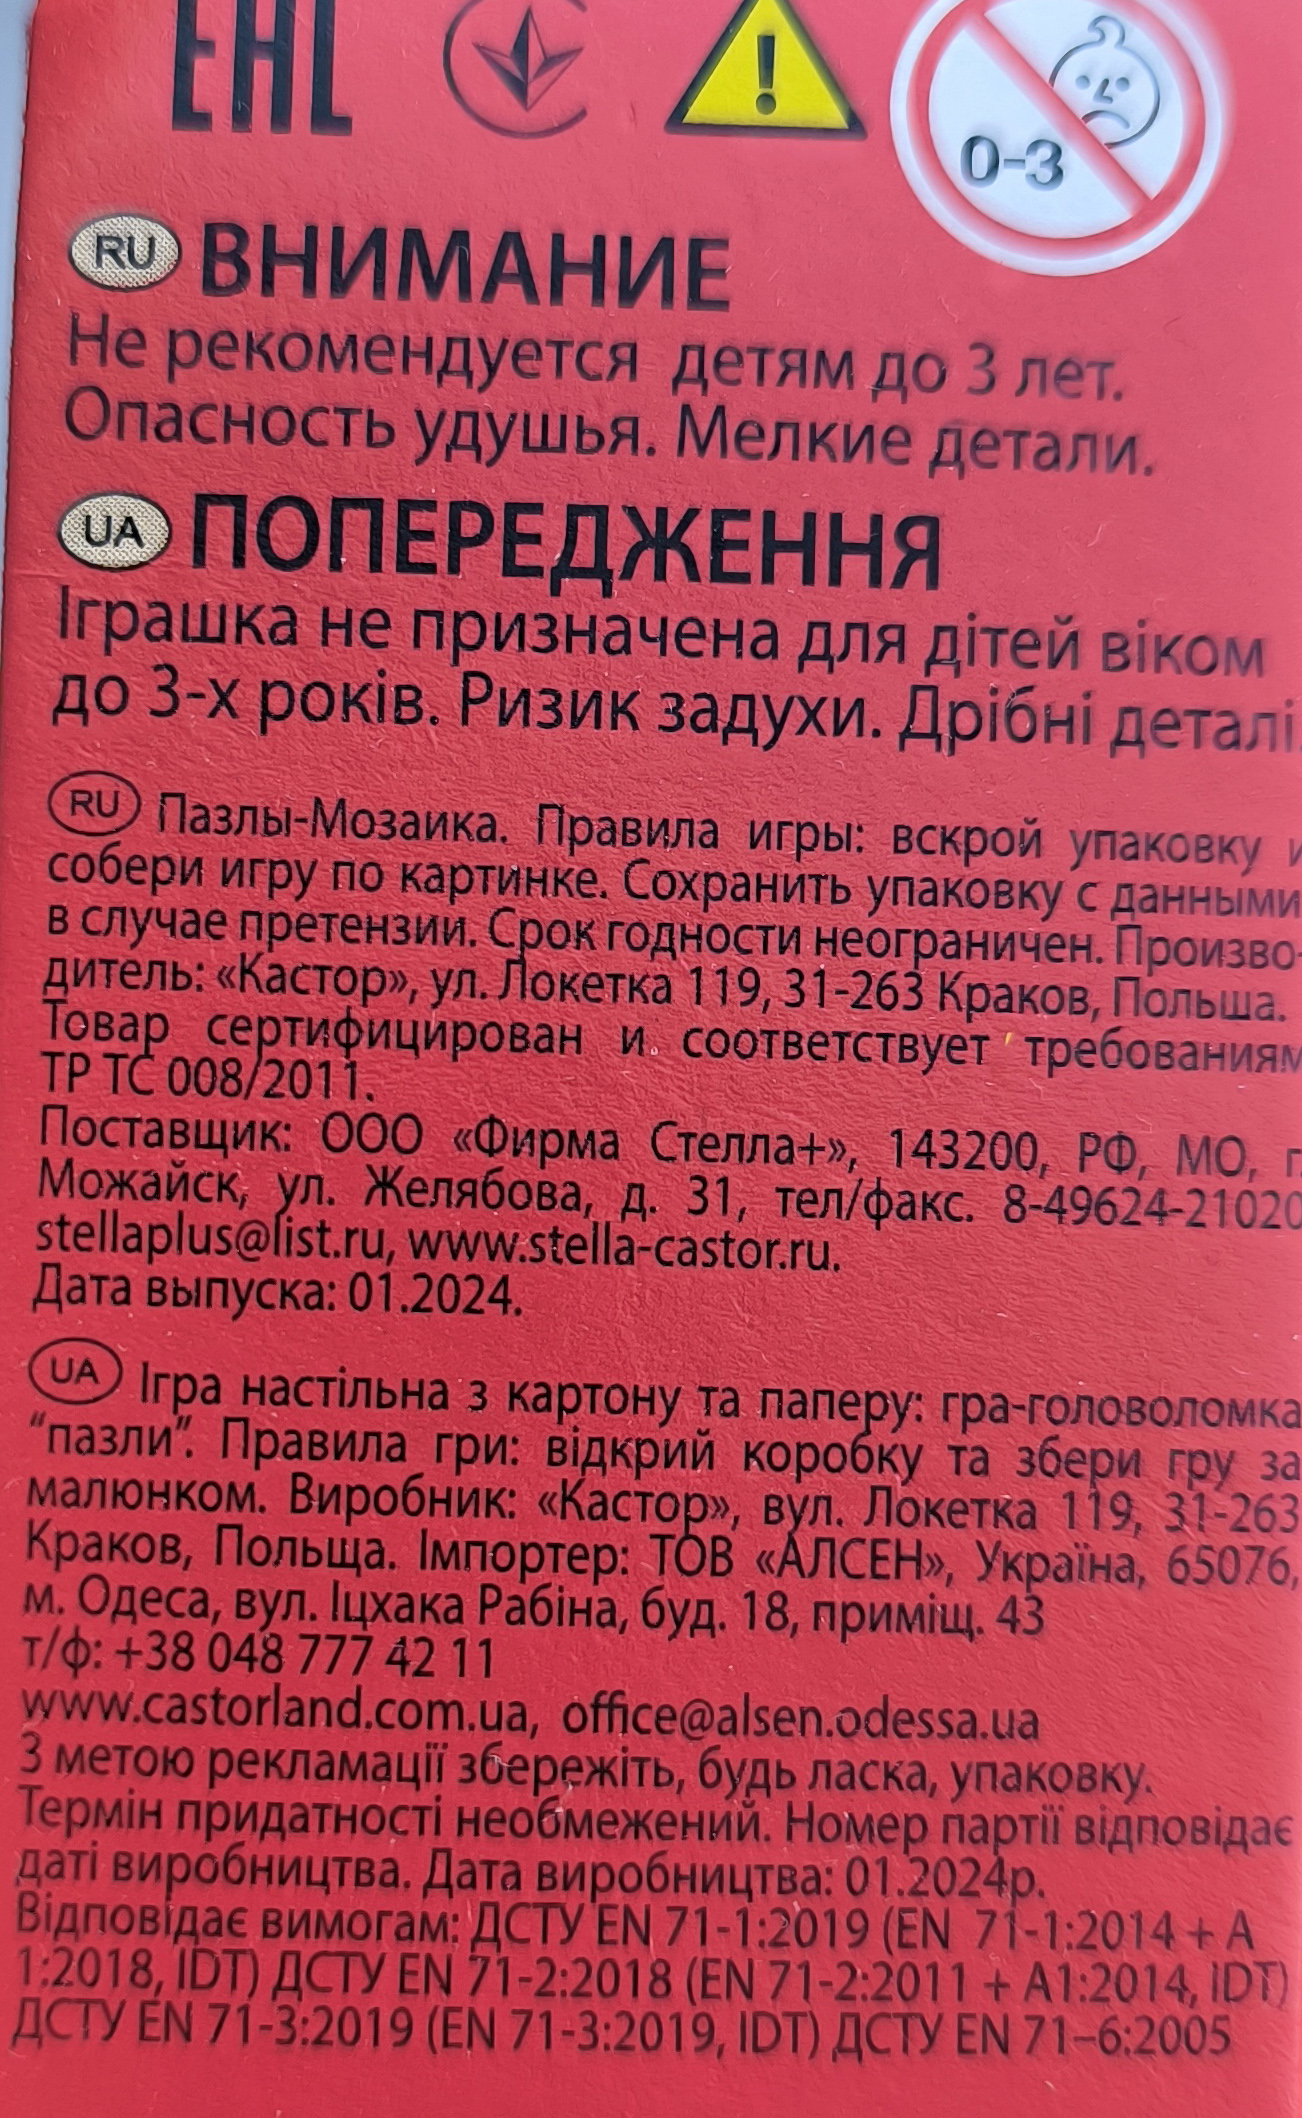 EAC
0-3
RU ВНИМАНИЕ
Не рекомендуется детям до 3 лет.
Опасность удушья. Мелкие детали.
UA ПОПЕРЕДЖЕННЯ
Іграшка не призначена для дітей віком
до 3-х років. Ризик задухи. Дрібні деталі.
RU Пазлы-Мозаика. Правила игры: вскрой упаковку и
собери игру по картинке. Сохранить упаковку с данными
в случае претензии. Срок годности неограничен. Произво-
дитель: «Кастор», ул. Локетка 119, 31-263 Краков, Польша.
Товар сертифицирован и соответствует требованиям
ТР ТС 008/2011.
Поставщик: ООО «Фирма Стелла+», 143200, РФ, МО, г.
Можайск, ул. Желябова, д. 31, тел/факс. 8-49624-21020
stellaplus@list.ru, www.stella-castor.ru.
Дата выпуска: 01.2024.
UA Ігра настільна з картону та паперу: гра-головоломка
“пазли”. Правила гри: відкрий коробку та збери гру за
малюнком. Виробник: «Кастор», вул. Локетка 119, 31-263
Краков, Польща. Імпортер: ТОВ «АЛСЕН», Україна, 65076,
м. Одеса, вул. Іцхака Рабіна, буд. 18, приміщ. 43
т/ф: +38 048 777 42 11
www.castorland.com.ua, office@alsen.odessa.ua
З метою рекламації збережіть, будь ласка, упаковку.
Термін придатності необмежений. Номер партії відповідає
даті виробництва. Дата виробництва: 01.2024р.
Відповідає вимогам: ДСТУ EN 71-1:2019 (EN 71-1:2014 + A
1:2018, IDT) ДСТУ EN 71-2:2018 (EN 71-2:2011 + A1:2014, IDT)
ДСТУ EN 71-3:2019 (EN 71-3:2019, IDT) ДСТУ EN 71–6:2005